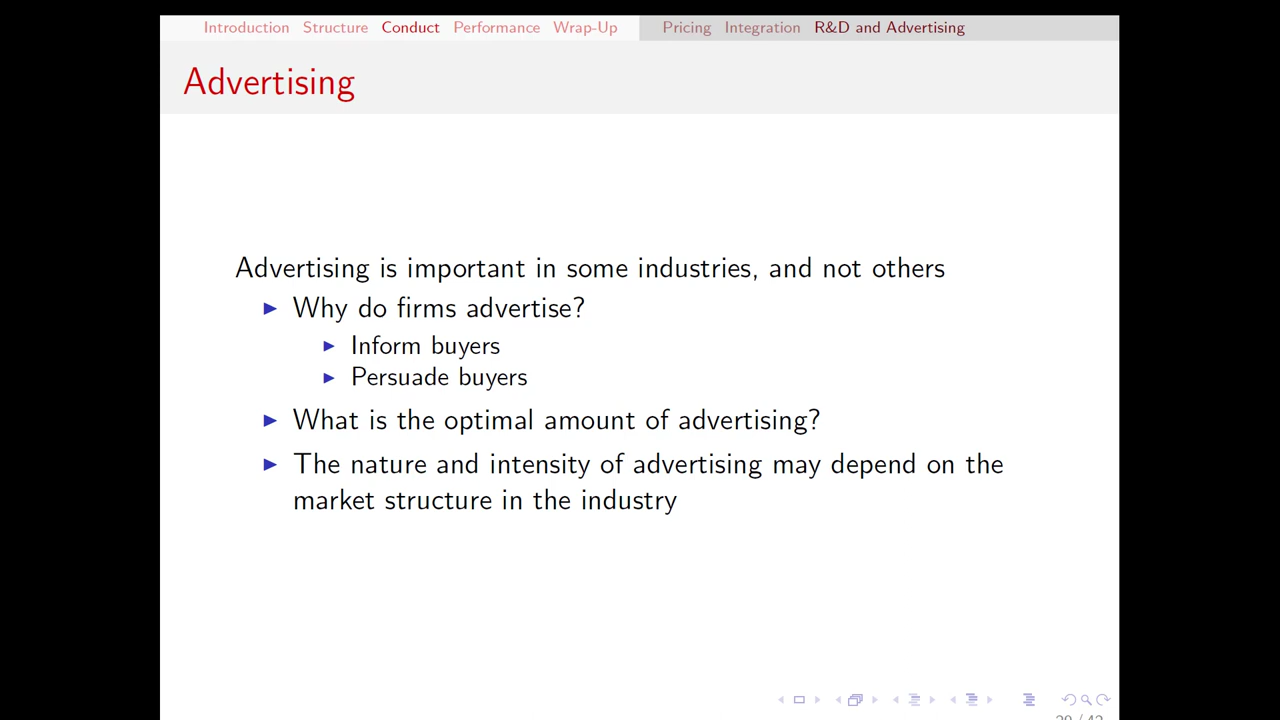 Introduction Structure Conduct Performance Wrap-Up Pricing Integration R&D and Advertising
Advertising
Advertising is important in some industries, and not others
Why do firms advertise?
Inform buyers
Persuade buyers
What is the optimal amount of advertising?
The nature and intensity of advertising may depend on the
market structure in the industry